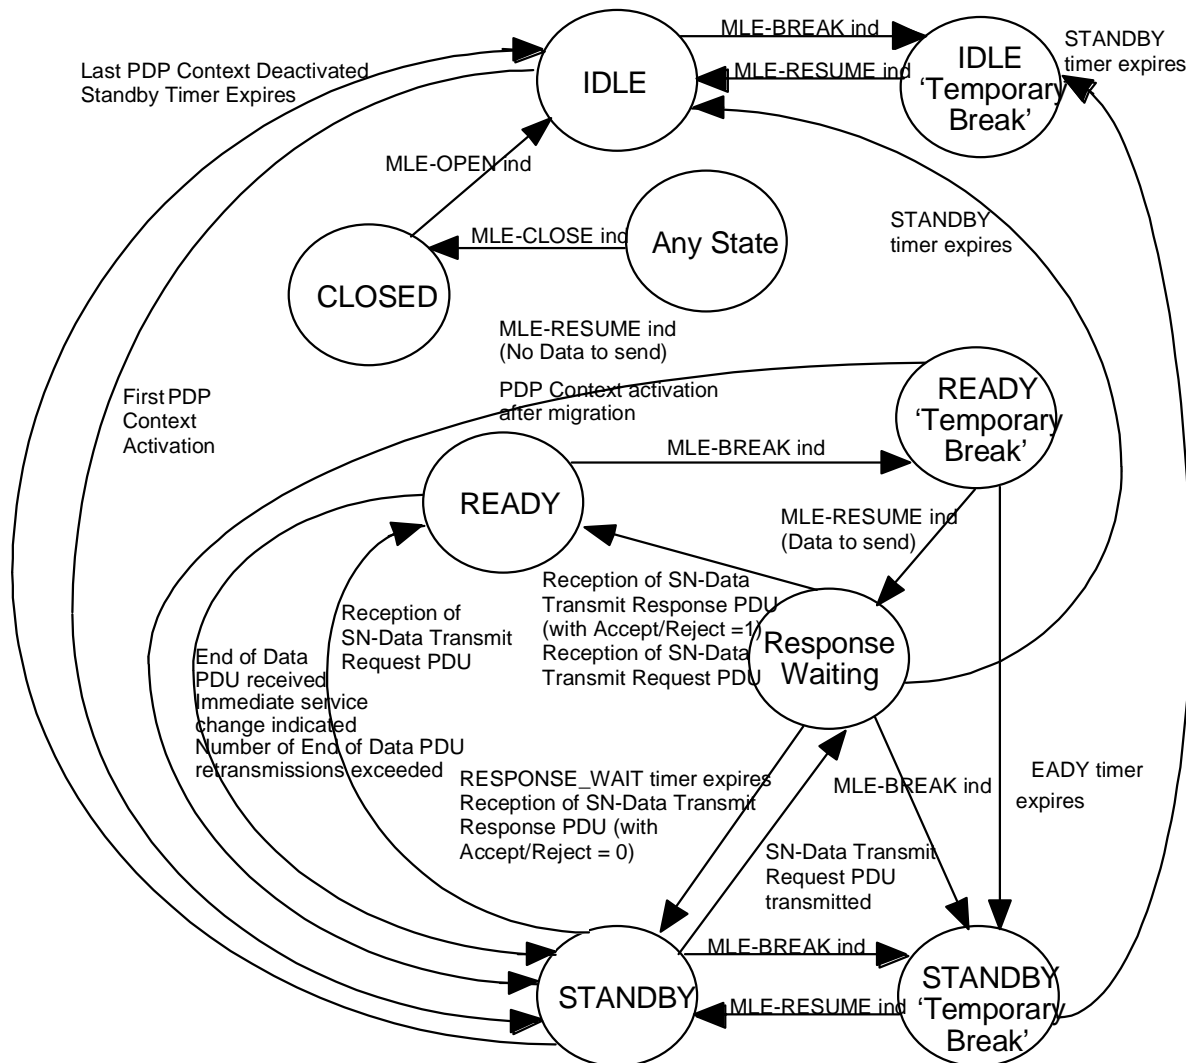 MLE-BREAK ind
STANDBY
timer expires
IDLE
'Temporary
Break'
MLE-RESUME ind
IDLE
Last PDP Context Deactivated
Standby Timer Expires
MLE-OPEN ind
STANDBY
timer expires
MLE-CLOSE ind
Any State
CLOSED
MLE-RESUME ind
(No Data to send)
PDP Context activation
after migration
First PDP
Context
Activation
READY
'Temporary
Break'
MLE-BREAK ind
READY
MLE-RESUME ind
(Data to send)
Reception of SN-Data
Transmit Response PDU
(with Accept/Reject =1)
Reception of SN-Data
Transmit Request PDU
Reception of
SN-Data Transmit
Request PDU
Response
Waiting
End of Data
PDU received
Immediate service
change indicated
Number of End of Data PDU
retransmissions exceeded
RESPONSE_WAIT timer expires
Reception of SN-Data Transmit
Response PDU (with
Accept/Reject = 0)
MLE-BREAK ind
EADY timer
expires
SN-Data Transmit
Request PDU
transmitted
MLE-BREAK ind
STANDBY
MLE-RESUME ind
STANDBY
'Temporary
Break'